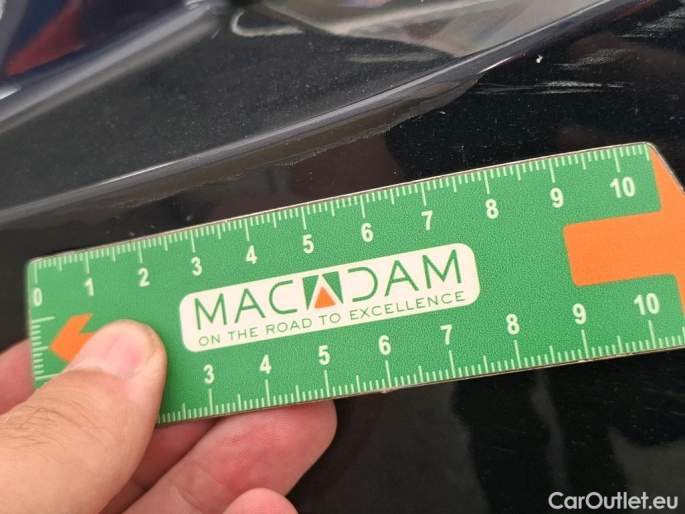 0 1 2 3 4 5 6 7 8 9 10
MACADAM
ON THE ROAD TO EXCELLENCE
3 4 5 6 7 8 9 10
CarOutlet.eu